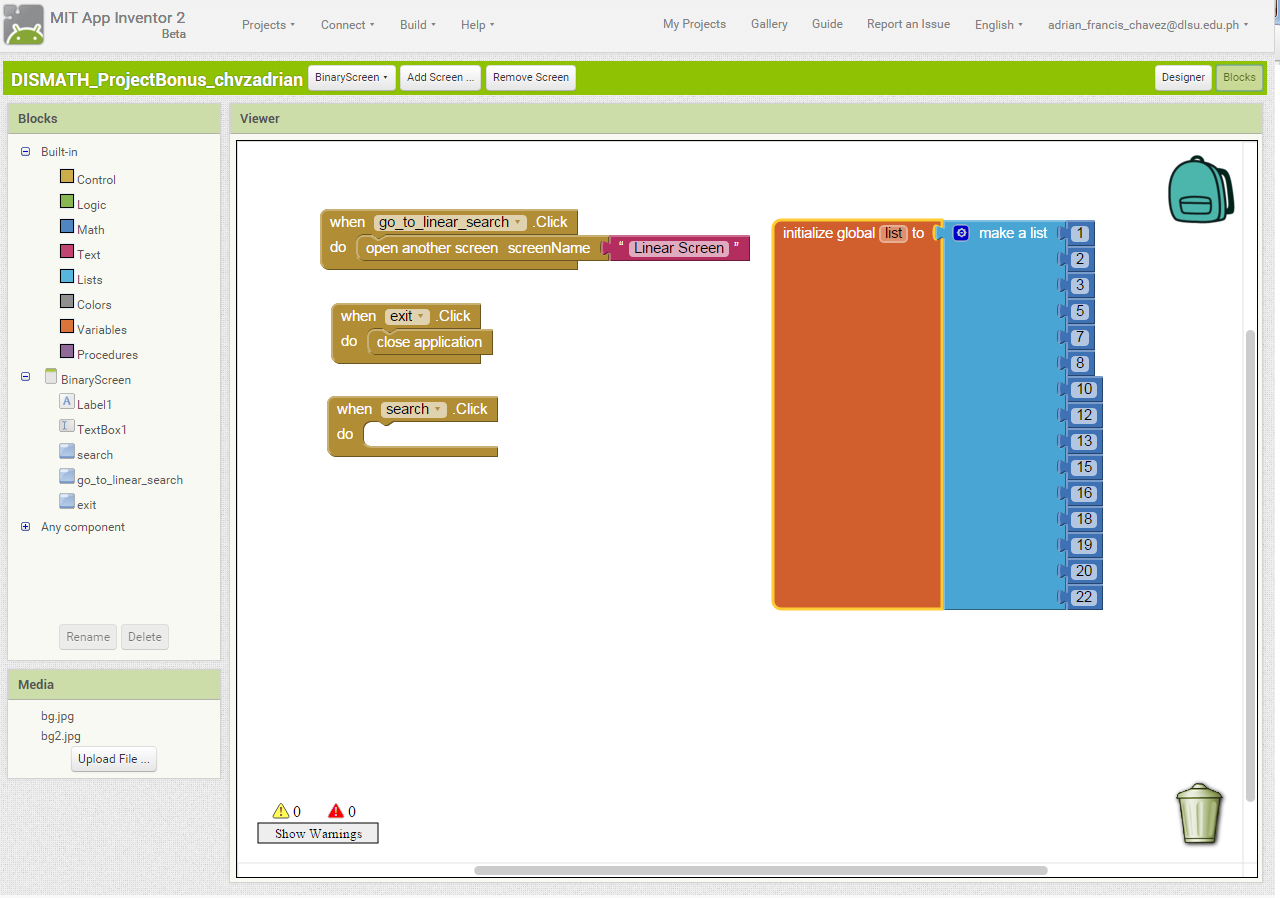 MIT App Inventor 2
Beta
Projects Connect Build Help My Projects Gallery Guide Report an Issue English adrian_francis_chavez@dlsu.edu.ph
DISMATH_ProjectBonus_chvzadrian BinaryScreen Add Screen ... Remove Screen Designer Blocks
Blocks
Built-in
Control
Logic
Math
Text
Lists
Colors
Variables
Procedures
BinaryScreen
Label1
TextBox1
search
go_to_linear_search
exit
Any component
Rename Delete
Media
bg.jpg
bg2.jpg
Upload File ...
Viewer
when go_to_linear_search .Click
do open another screen screenName “ Linear Screen ”
when exit .Click
do close application
when search .Click
do
initialize global list to make a list 1
2
3
5
7
8
10
12
13
15
16
18
19
20
22
0 0
Show Warnings